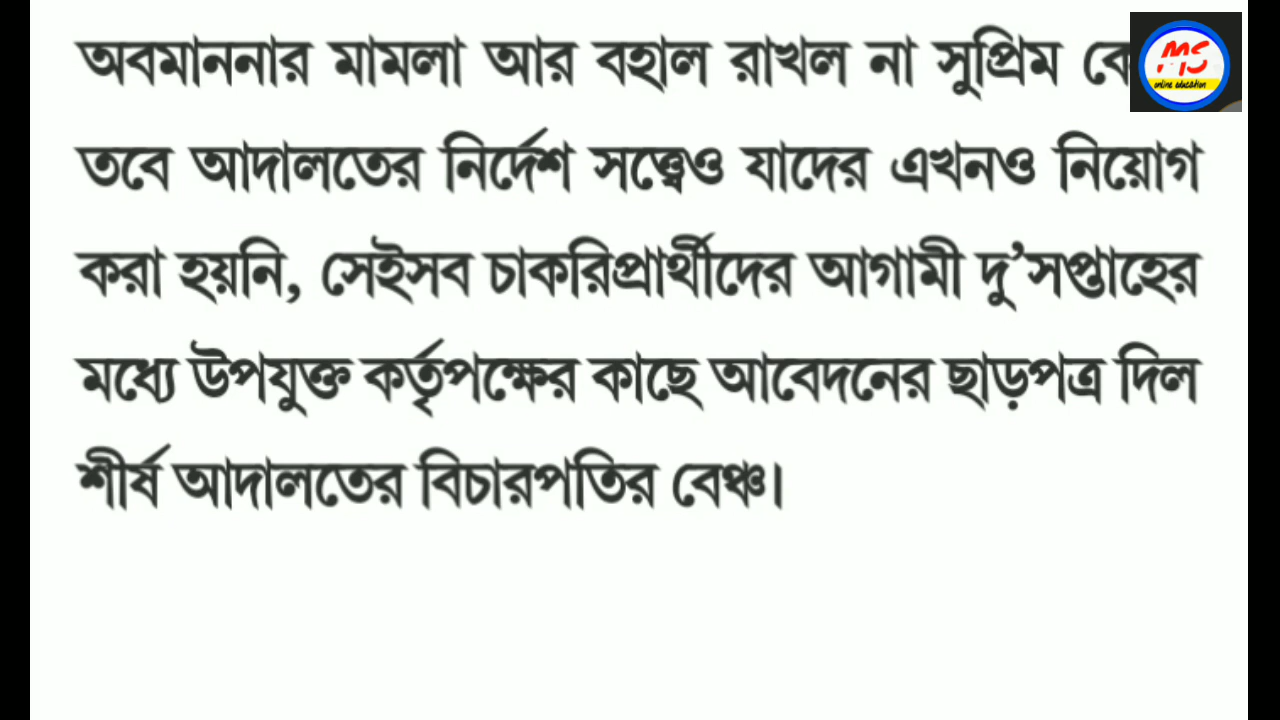 অবমাননার মামলা আর বহাল রাখল না সুপ্রিম
তবে আদালতের নির্দেশ সত্ত্বেও যাদের এখনও নিয়োগ
করা হয়নি, সেইসব চাকরিপ্রার্থীদের আগামী দু’সপ্তাহের
মধ্যে উপযুক্ত কর্তৃপক্ষের কাছে আবেদনের ছাড়পত্র দিল
শীর্ষ আদালতের বিচারপতির বেঞ্চ।
MS
online education